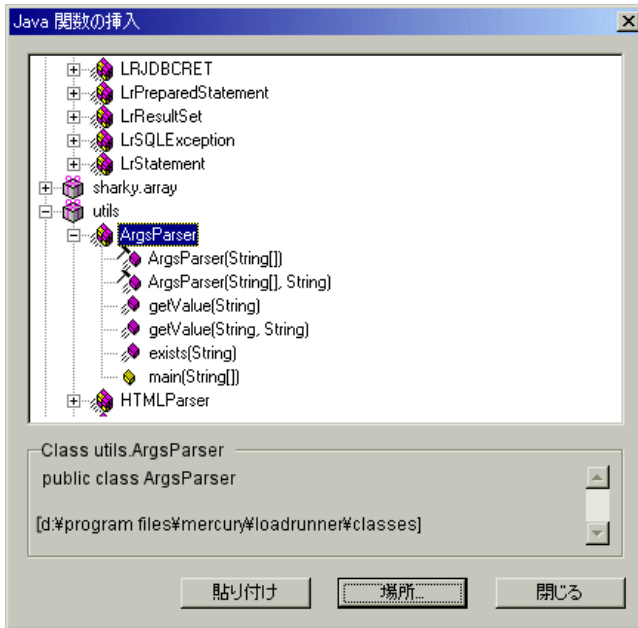 Java 関数の挿入
LRJDBCRET
LrPreparedStatement
LrResultSet
LrSQLException
LrStatement
sharky.array
utils
ArgsParser
ArgsParser(String[])
ArgsParser(String[], String)
getValue(String)
getValue(String, String)
exists(String)
main(String[])
HTMLParser
Class utils.ArgsParser
public class ArgsParser
[d:¥program files¥mercury¥loadrunner¥classes]
貼り付け 場所... 閉じる